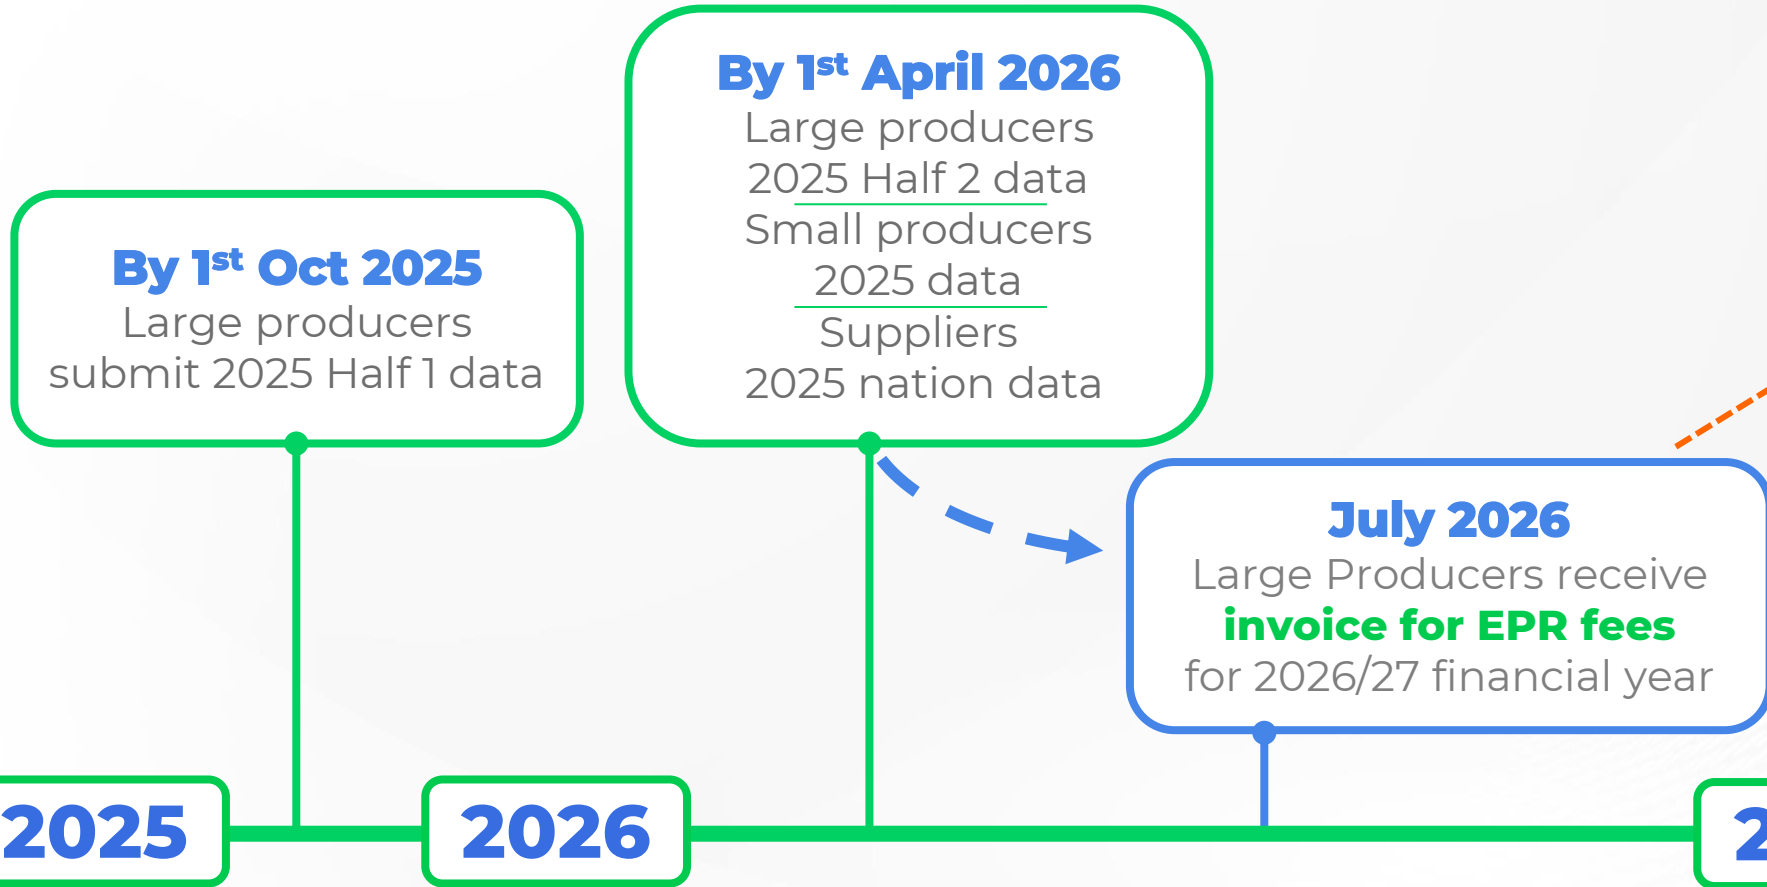 By 1st Oct 2025
Large producers
submit 2025 Half 1 data
By 1st April 2026
Large producers
2025 Half 2 data
Small producers
2025 data
Suppliers
2025 nation data
July 2026
Large Producers receive
invoice for EPR fees
for 2026/27 financial year
2025
2026